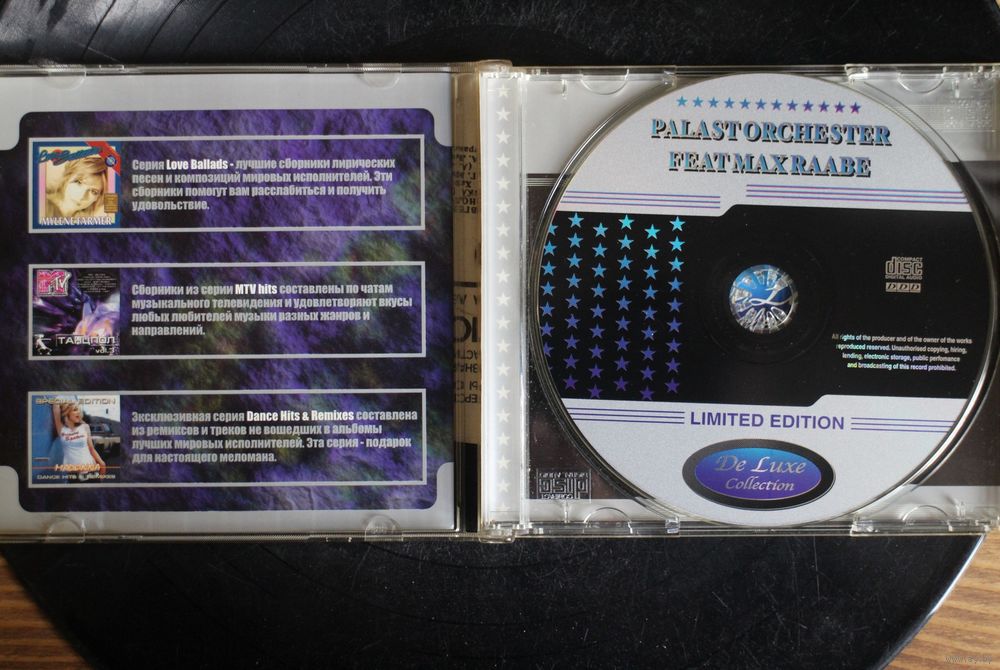 MYLENE FARMER
Серия Love Ballads - лучшие сборники лирических
песен и композиций мировых исполнителей. Эти
сборники помогут вам расслабиться и получить
удовольствие.
MTV
ТАНЦПОЛ
vol.3
Сборники из серии MTV hits составлены по чатам
музыкального телевидения и удовлетворяют вкусы
любых любителей музыки разных жанров и
направлений.
SPECIAL EDITION
MADONNA
DANCE HITS & REMIXES
Эксклюзивная серия Dance Hits & Remixes составлена
из ремиксов и треков не вошедших в альбомы
лучших мировых исполнителей. Эта серия - подарок
для настоящего меломана.
PALAST ORCHESTER
FEAT MAX RAABE
COMPACT
disc
DIGITAL AUDIO
DDD
All rights of the producer and of the owner of the works
reproduced reserved. Unauthorised copying, hiring,
lending, electronic storage, public perfomance
and broadcasting of this record prohibited.
LIMITED EDITION
De Luxe
Collection